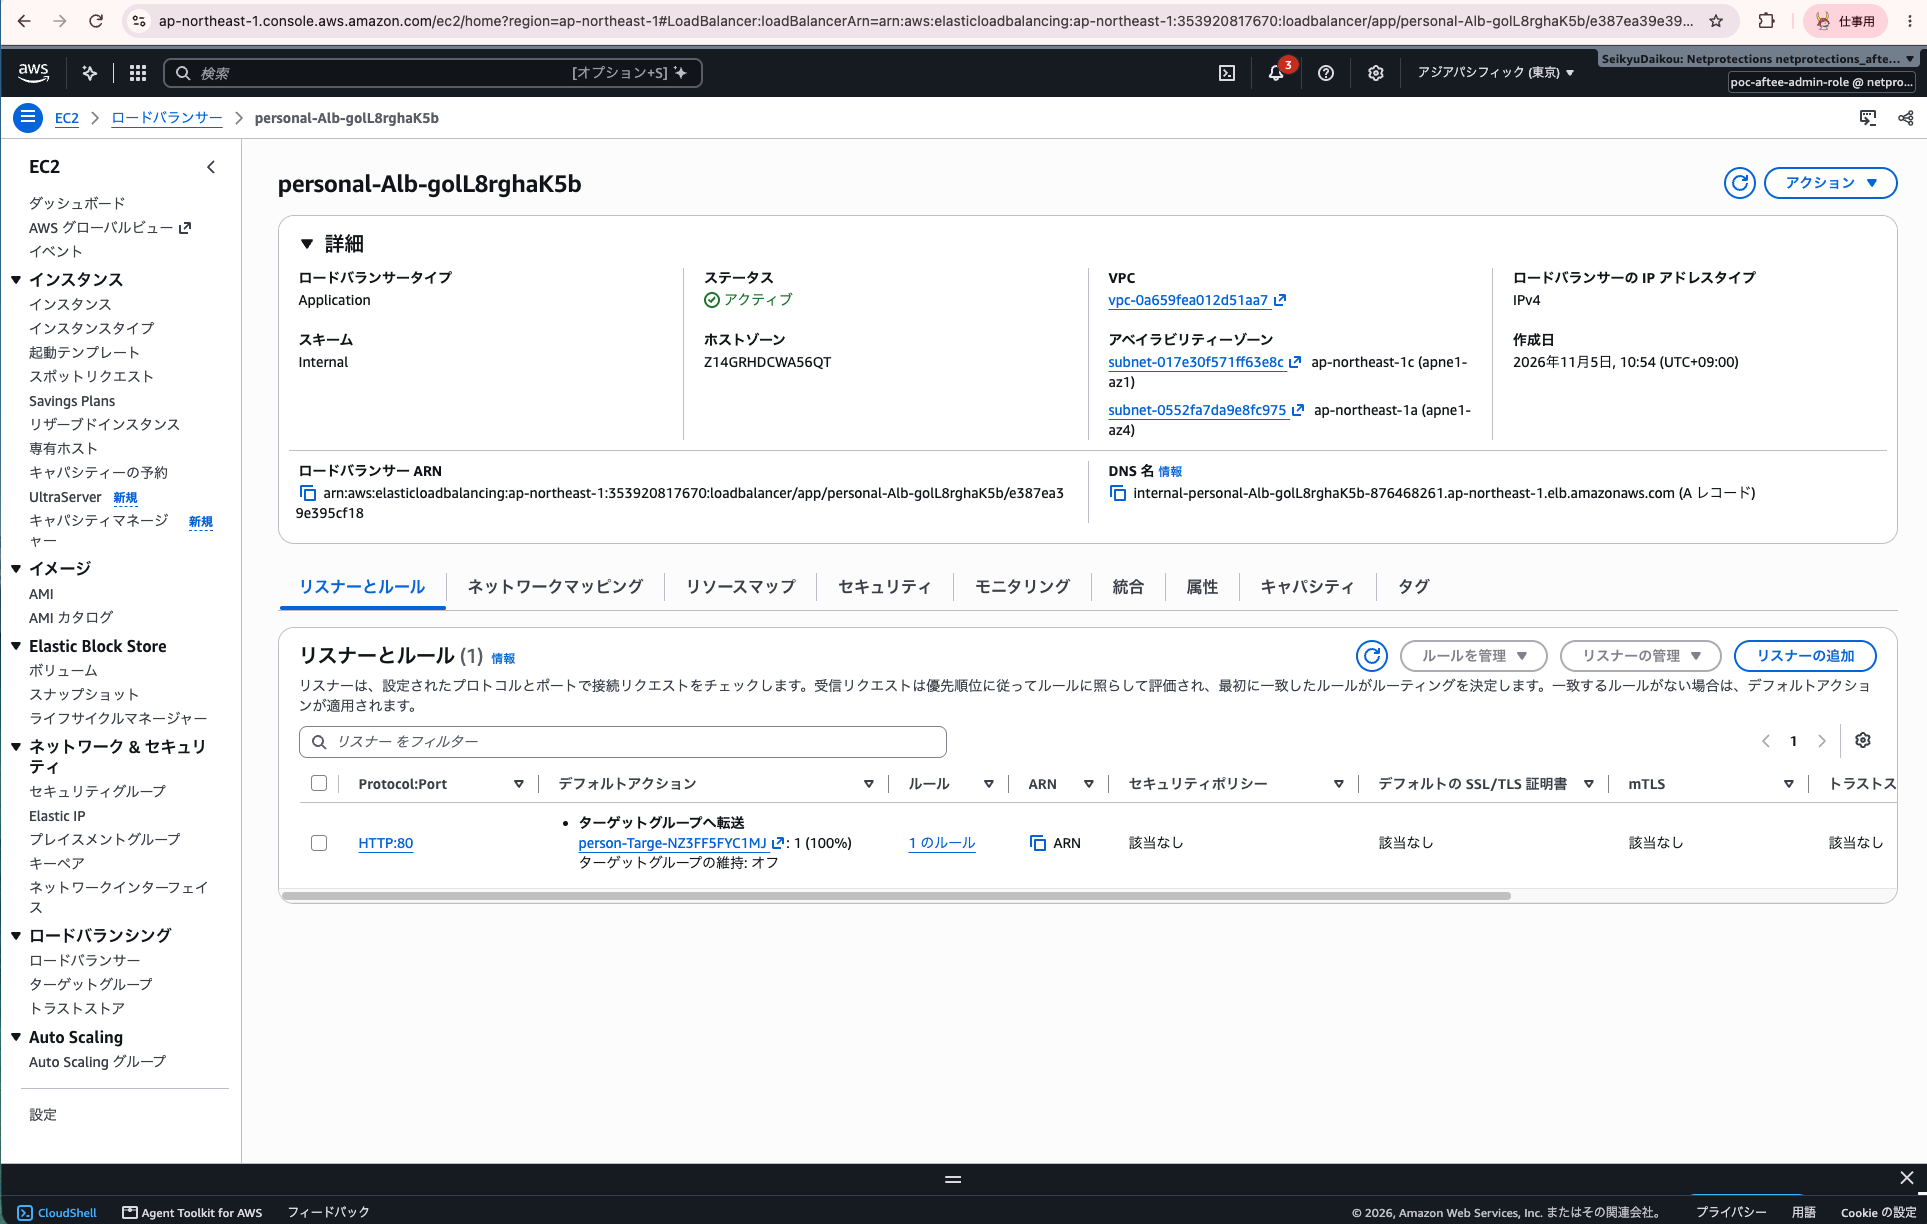 ap-northeast-1.console.aws.amazon.com/ec2/home?region=ap-northeast-1#LoadBalancer:loadBalancerArn=arn:aws:elasticloadbalancing:ap-northeast-1:353920817670:loadbalancer/app/personal-Alb-golL8rghaK5b/e387ea39e39...
仕事用
aws
検索
[オプション+S]
3
アジアパシフィック (東京)
SeikyuDaikou: Netprotections netprotections_afte...
poc-aftee-admin-role @ netpro...
EC2
ロードバランサー
personal-Alb-golL8rghaK5b
EC2
ダッシュボード
AWS グローバルビュー
イベント
インスタンス
インスタンス
インスタンスタイプ
起動テンプレート
スポットリクエスト
Savings Plans
リザーブドインスタンス
専有ホスト
キャパシティーの予約
UltraServer 新規
キャパシティマネージ 新規
ャー
イメージ
AMI
AMI カタログ
Elastic Block Store
ボリューム
スナップショット
ライフサイクルマネージャー
ネットワーク & セキュリ
ティ
セキュリティグループ
Elastic IP
プレイスメントグループ
キーペア
ネットワークインターフェイ
ス
ロードバランシング
ロードバランサー
ターゲットグループ
トラストストア
Auto Scaling
Auto Scaling グループ
設定
personal-Alb-golL8rghaK5b
アクション
詳細
ロードバランサータイプ
Application
スキーム
Internal
ステータス
アクティブ
ホストゾーン
Z14GRHDCWA56QT
VPC
vpc-0a659fea012d51aa7
アベイラビリティーゾーン
subnet-017e30f571ff63e8c ap-northeast-1c (apne1-
az1)
subnet-0552fa7da9e8fc975 ap-northeast-1a (apne1-
az4)
ロードバランサーの IP アドレスタイプ
IPv4
作成日
2026年11月5日, 10:54 (UTC+09:00)
ロードバランサー ARN
arn:aws:elasticloadbalancing:ap-northeast-1:353920817670:loadbalancer/app/personal-Alb-golL8rghaK5b/e387ea3
9e395cf18
DNS 名 情報
internal-personal-Alb-golL8rghaK5b-876468261.ap-northeast-1.elb.amazonaws.com (A レコード)
リスナーとルール
ネットワークマッピング
リソースマップ
セキュリティ
モニタリング
統合
属性
キャパシティ
タグ
リスナーとルール (1) 情報
ルールを管理
リスナーの管理
リスナーの追加
リスナーは、設定されたプロトコルとポートで接続リクエストをチェックします。受信リクエストは優先順位に従ってルールに照らして評価され、最初に一致したルールがルーティングを決定します。一致するルールがない場合は、デフォルトアクショ
ンが適用されます。
リスナー をフィルター
1
Protocol:Port
デフォルトアクション
ルール
ARN
セキュリティポリシー
デフォルトの SSL/TLS 証明書
mTLS
トラストス
HTTP:80
• ターゲットグループへ転送
person-Targe-NZ3FF5FYC1MJ : 1 (100%)
ターゲットグループの維持: オフ
1 のルール
ARN
該当なし
該当なし
該当なし
該当なし
CloudShell
Agent Toolkit for AWS
フィードバック
© 2026, Amazon Web Services, Inc. またはその関連会社。
プライバシー
用語
Cookie の設定